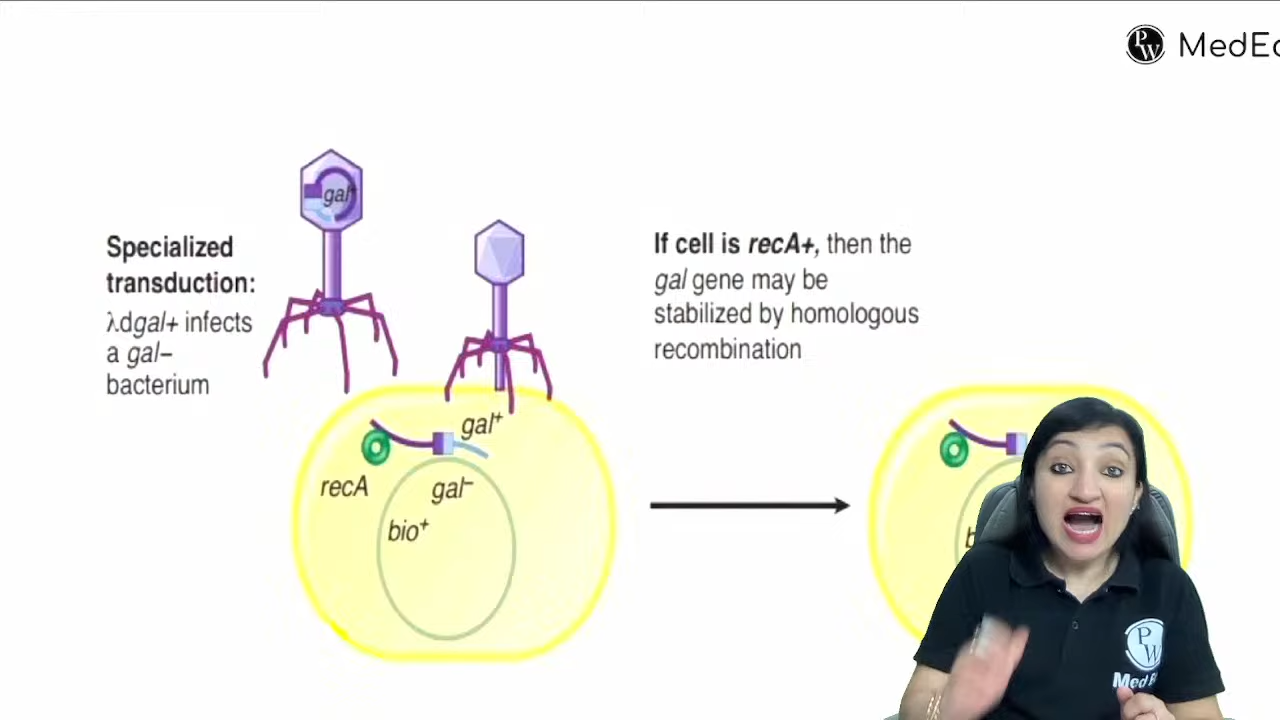 PW MedEd
gal+
Specialized
transduction:
λdgal+ infects
a gal–
bacterium
If cell is recA+, then the
gal gene may be
stabilized by homologous
recombination
gal+
recA
gal–
bio+
PW
Med